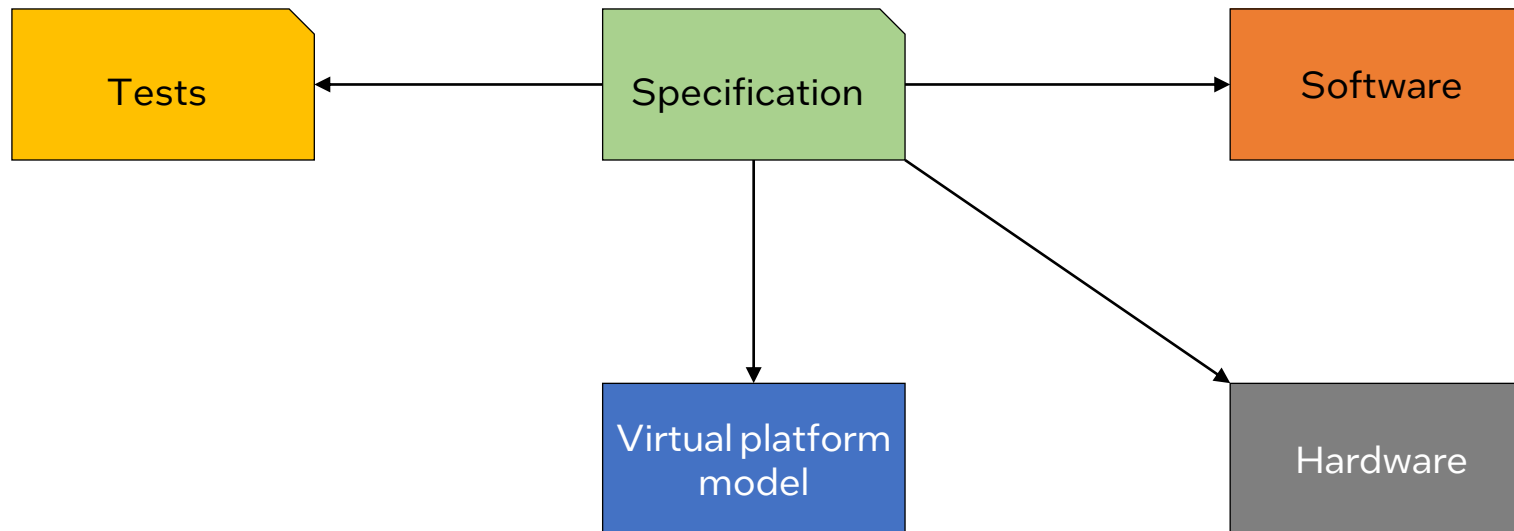 Tests
Specification
Software
Virtual platform
model
Hardware